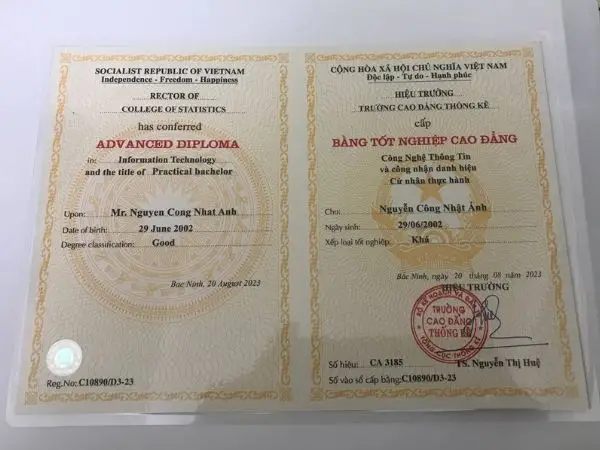 SOCIALIST REPUBLIC OF VIETNAM
Independence - Freedom - Happiness
RECTOR OF
COLLEGE OF STATISTICS
has conferred
ADVANCED DIPLOMA
in: Information Technology
and the title of Practical bachelor
Upon: Mr. Nguyen Cong Nhat Anh
Date of birth: 29 June 2002
Degree classification: Good
Bac Ninh, 20 August 2023
Reg.No: C10890/D3-23
CỘNG HÒA XÃ HỘI CHỦ NGHĨA VIỆT NAM
Độc lập - Tự do - Hạnh phúc
HIỆU TRƯỞNG
TRƯỜNG CAO ĐẲNG THỐNG KÊ
cấp
BẰNG TỐT NGHIỆP CAO ĐẲNG
Công Nghệ Thông Tin
và công nhận danh hiệu
Cử nhân thực hành
Cho: Nguyễn Công Nhật Ánh
Ngày sinh: 29/06/2002
Xếp loại tốt nghiệp: Khá
Bắc Ninh, ngày 20 tháng 08 năm 2023
HIỆU TRƯỞNG
TRƯỜNG
CAO ĐẲNG
THỐNG KÊ
TỔNG CỤC THỐNG KÊ
TS. Nguyễn Thị Huệ
Số hiệu: CA 3185
Số vào sổ cấp bằng:C10890/D3-23